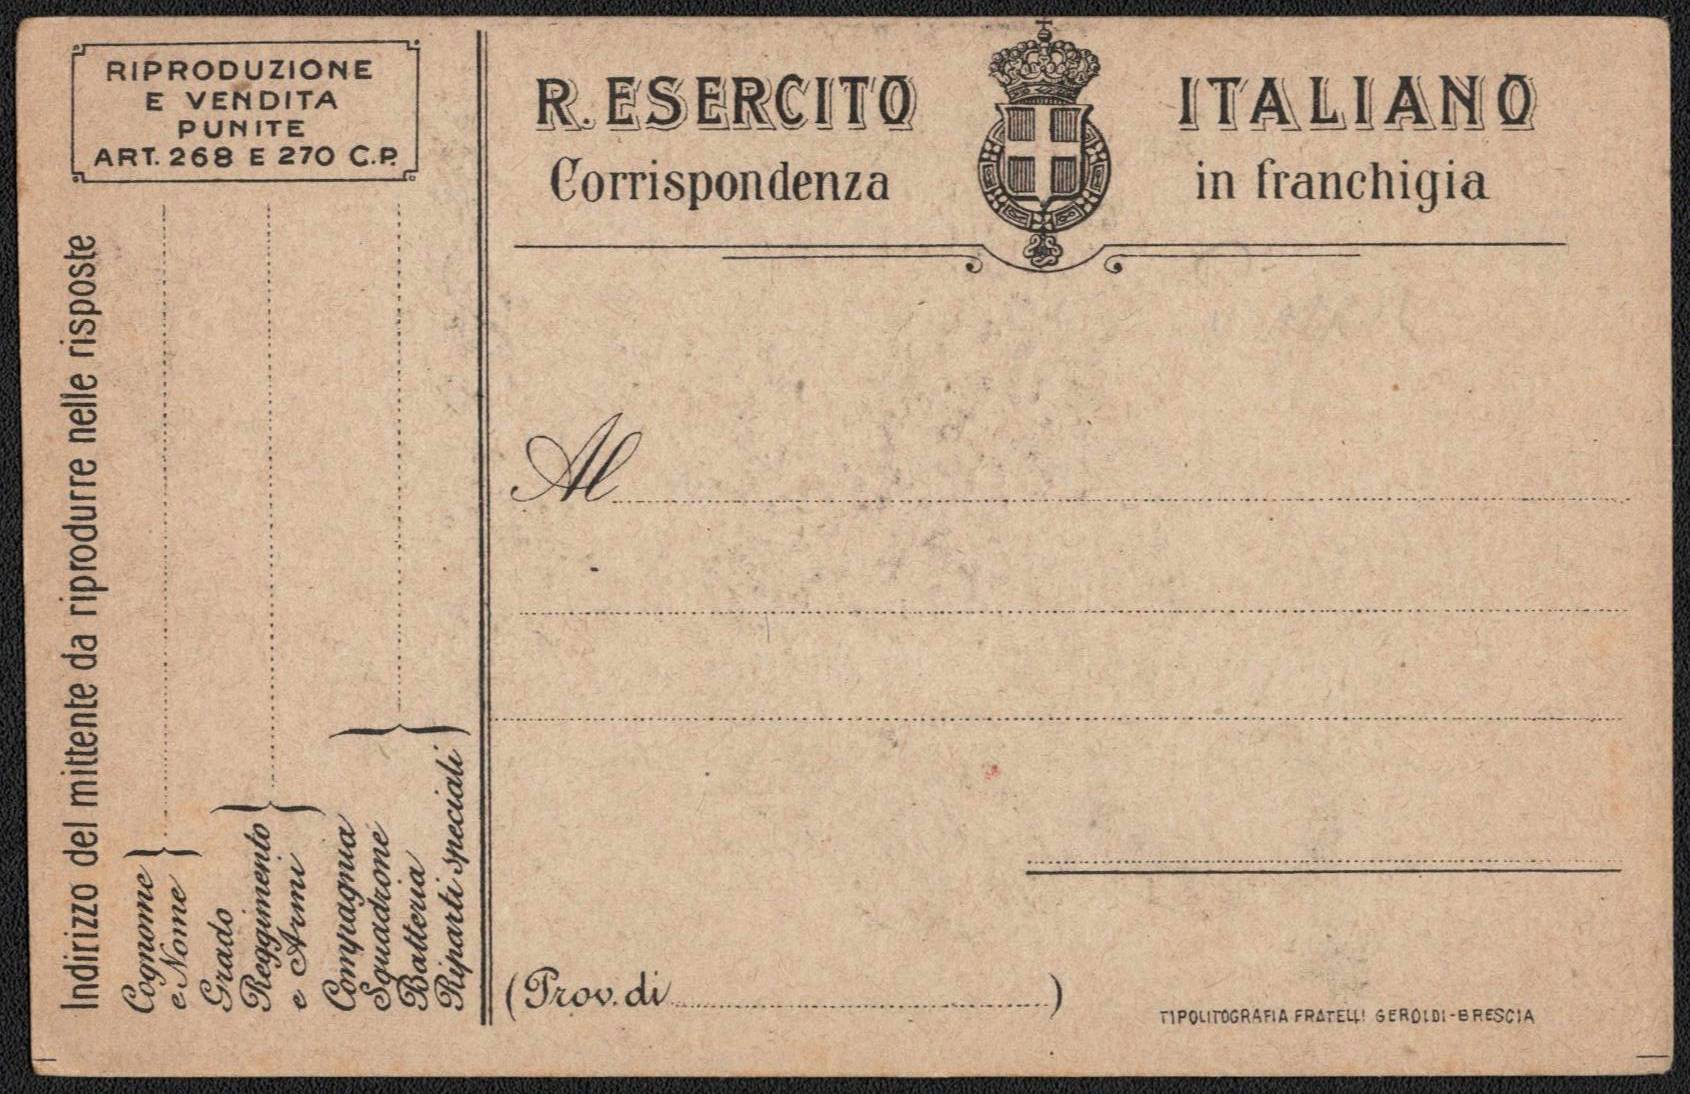 RIPRODUZIONE
E VENDITA
PUNITE
ART. 268 E 270 C.P.
R. ESERCITO ITALIANO
Corrispondenza in franchigia
Indirizzo del mittente da riprodurre nelle risposte
Cognome
e Nome
Grado
Reggimento
e Armi
Compagnia
Squadrone
Batteria
Riparti speciali
Al
(Prov. di )
TIPOLITOGRAFIA FRATELLI GEROLDI-BRESCIA